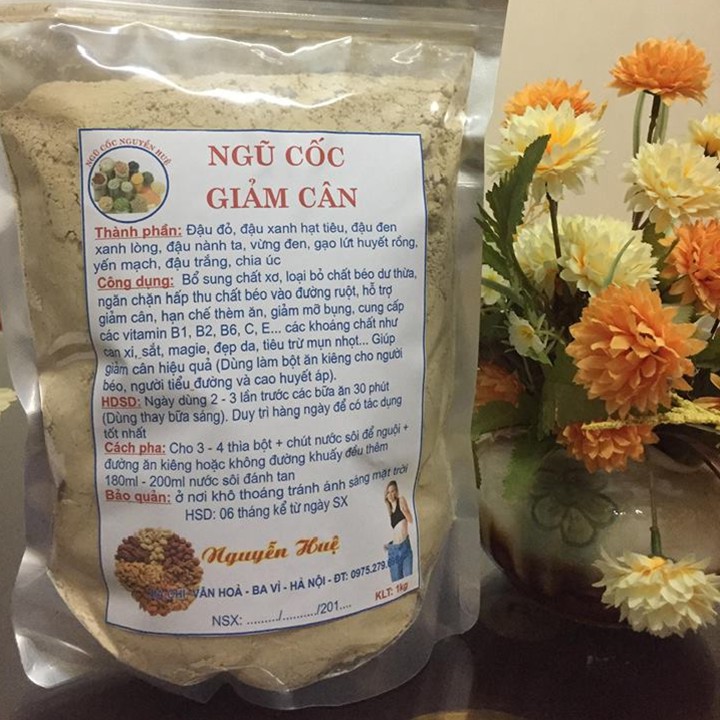 NGŨ CỐC NGUYỄN HUỆ
NGŨ CỐC
GIẢM CÂN
Thành phần: Đậu đỏ, đậu xanh hạt tiêu, đậu đen
xanh lòng, đậu nành ta, vừng đen, gạo lứt huyết rồng,
yến mạch, đậu trắng, chia úc
Công dụng: Bổ sung chất xơ, loại bỏ chất béo dư thừa,
ngăn chặn hấp thu chất béo vào đường ruột, hỗ trợ
giảm cân, hạn chế thèm ăn, giảm mỡ bụng, cung cấp
các vitamin B1, B2, B6, C, E... các khoáng chất như
can xi, sắt, magie, đẹp da, tiêu trừ mụn nhọt... Giúp
giảm cân hiệu quả (Dùng làm bột ăn kiêng cho người
béo, người tiểu đường và cao huyết áp).
HDSD: Ngày dùng 2 - 3 lần trước các bữa ăn 30 phút
(Dùng thay bữa sáng). Duy trì hàng ngày để có tác dụng
tốt nhất
Cách pha: Cho 3 - 4 thìa bột + chút nước sôi để nguội +
đường ăn kiêng hoặc không đường khuấy đều thêm
180ml - 200ml nước sôi đánh tan
Bảo quản: ở nơi khô thoáng tránh ánh sáng mặt trời
HSD: 06 tháng kể từ ngày SX
Nguyễn Huệ
CHỈ: VĂN HOÁ - BA VÌ - HÀ NỘI - ĐT: 0975.279.
KLT: 1kg
NSX: ........./........../201....